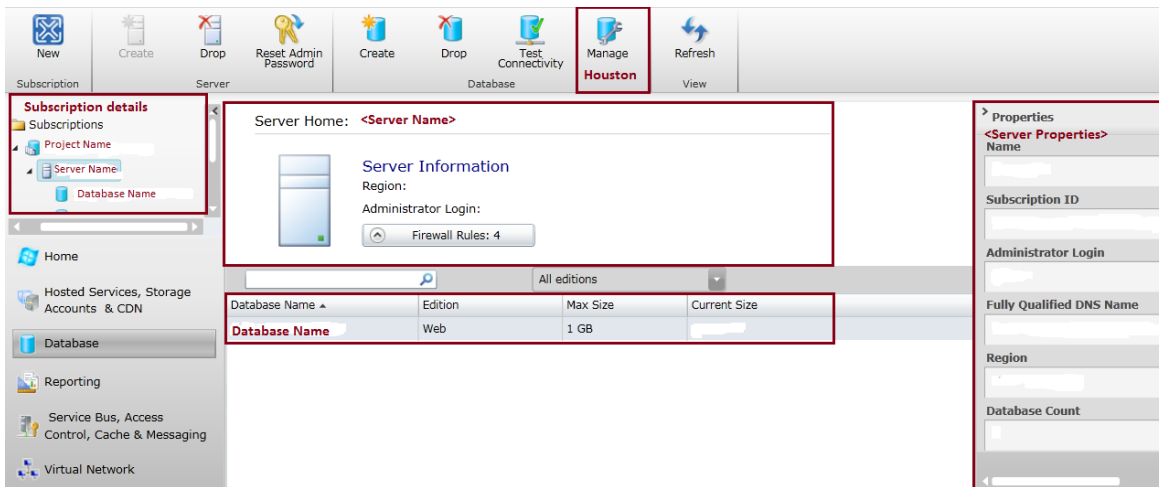 New
Create
Drop
Reset Admin
Password
Create
Drop
Test
Connectivity
Manage
Houston
Refresh
Subscription
Server
Database
View
Subscription details
Subscriptions
Project Name
Server Name
Database Name
Home
Hosted Services, Storage
Accounts & CDN
Database
Reporting
Service Bus, Access
Control, Cache & Messaging
Virtual Network
Server Home: <Server Name>
Server Information
Region:
Administrator Login:
Firewall Rules: 4
All editions
Database Name Edition Max Size Current Size
Database Name Web 1 GB
Properties
<Server Properties>
Name
Subscription ID
Administrator Login
Fully Qualified DNS Name
Region
Database Count